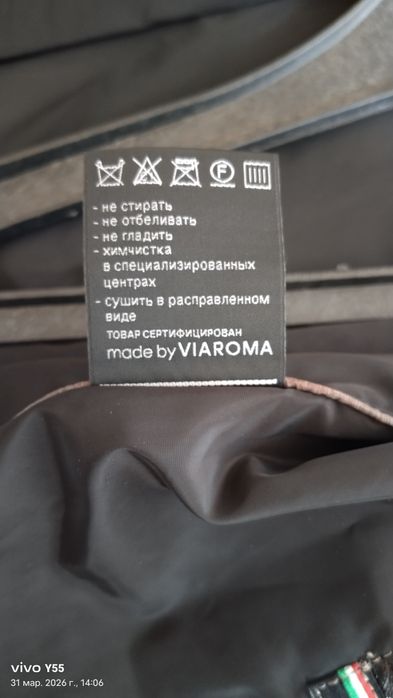 F
- не стирать
- не отбеливать
- не гладить
- химчистка
в специализированных
центрах
- сушить в расправленном
виде
ТОВАР СЕРТИФИЦИРОВАН
made by VIAROMA
vivo Y55
31 мар. 2026 г., 14:06